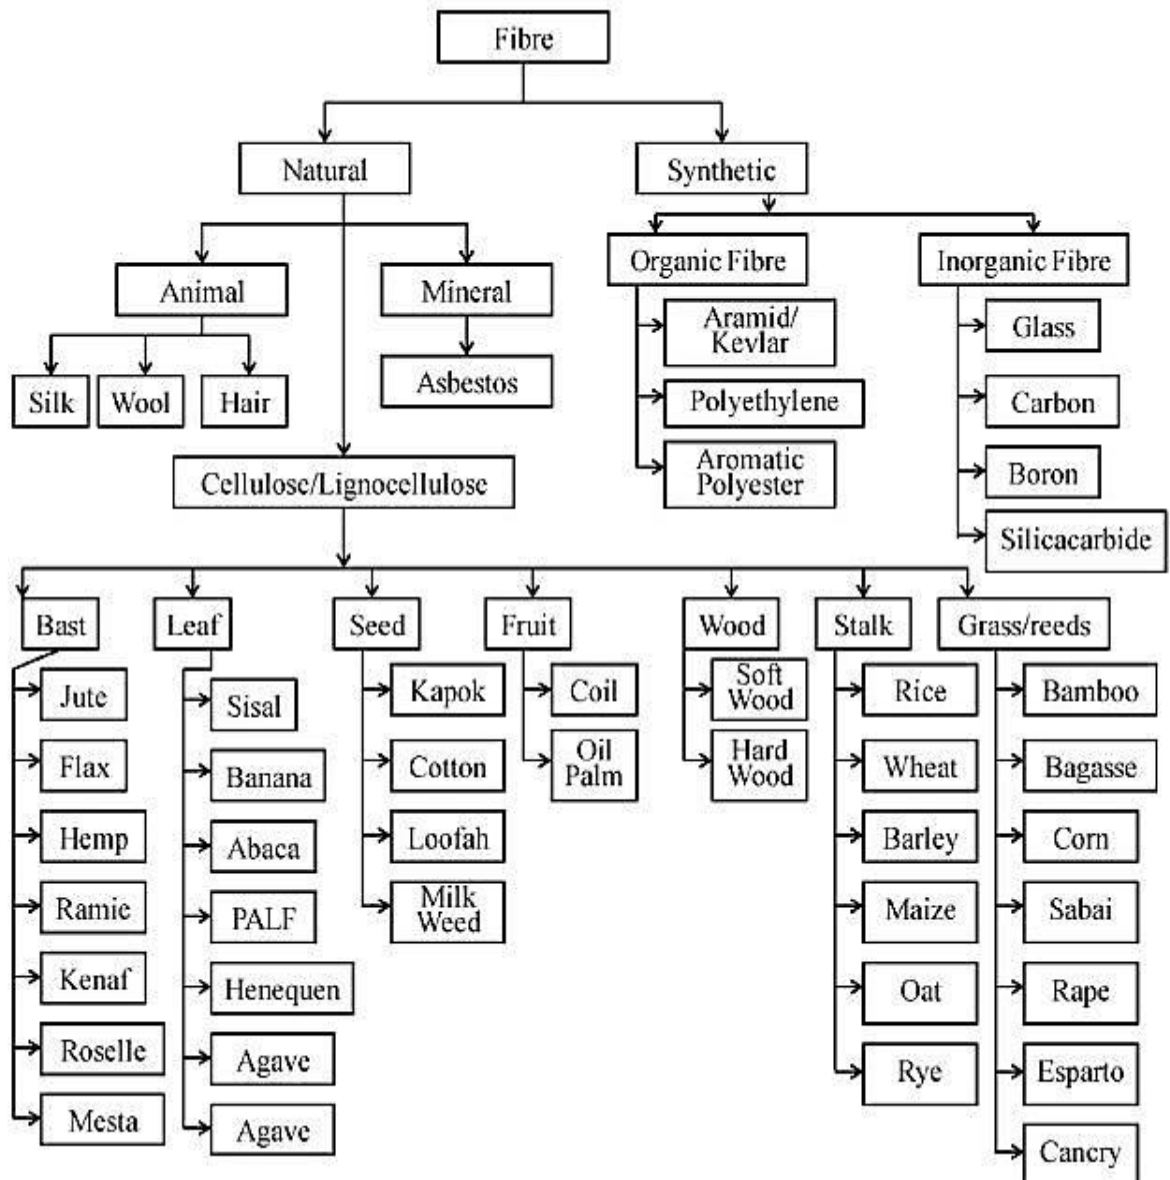 Fibre
Natural
Synthetic
Organic Fibre
Inorganic Fibre
Animal
Mineral
Aramid/
Kevlar
Glass
Silk
Wool
Hair
Asbestos
Polyethylene
Carbon
Cellulose/Lignocellulose
Aromatic
Polyester
Boron
Silicacarbide
Bast
Leaf
Seed
Fruit
Wood
Stalk
Grass/reeds
Jute
Flax
Hemp
Ramie
Kenaf
Roselle
Mesta
Sisal
Banana
Abaca
PALF
Henequen
Agave
Agave
Kapok
Cotton
Loofah
Milk
Weed
Coil
Oil
Palm
Soft
Wood
Hard
Wood
Rice
Wheat
Barley
Maize
Oat
Rye
Bamboo
Bagasse
Corn
Sabai
Rape
Esparto
Cancry